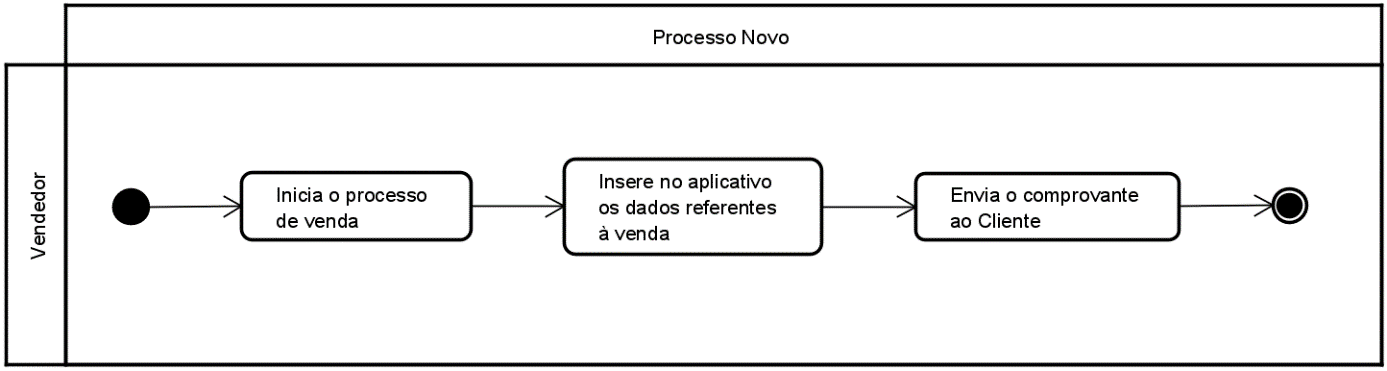 Processo Novo
Vendedor
Inicia o processo
de venda
Insere no aplicativo
os dados referentes
à venda
Envia o comprovante
ao Cliente